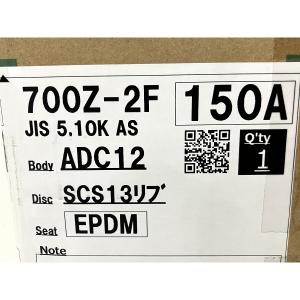 700Z-2F 150A
JIS 5.10K AS
Body ADC12
Q'ty
1
Disc SCS13リブ
Seat EPDM
Note